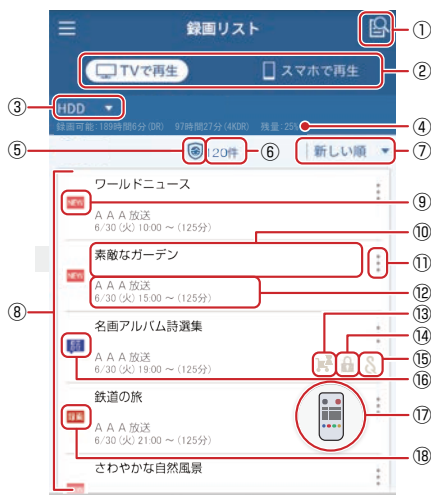 録画リスト
①
TVで再生 スマホで再生
②
③
HDD
録画可能:189時間6分(DR) 97時間27分(4KDR) 残量:25%
④
⑤
120件
⑥
新しい順
⑦
⑧
ワールドニュース
NEW
⑨
ＡＡＡ放送
6/30 (火) 10:00 ～ (125分)
⑩
素敵なガーデン
⑪
NEW
ＡＡＡ放送
6/30 (火) 15:00 ～ (125分)
⑫
⑬
名画アルバム詩選集
⑭
ＡＡＡ放送
6/30 (火) 19:00 ～ (125分)
⑮
⑯
鉄道の旅
⑰
ＡＡＡ放送
6/30 (火) 21:00 ～ (125分)
⑱
さわやかな自然風景